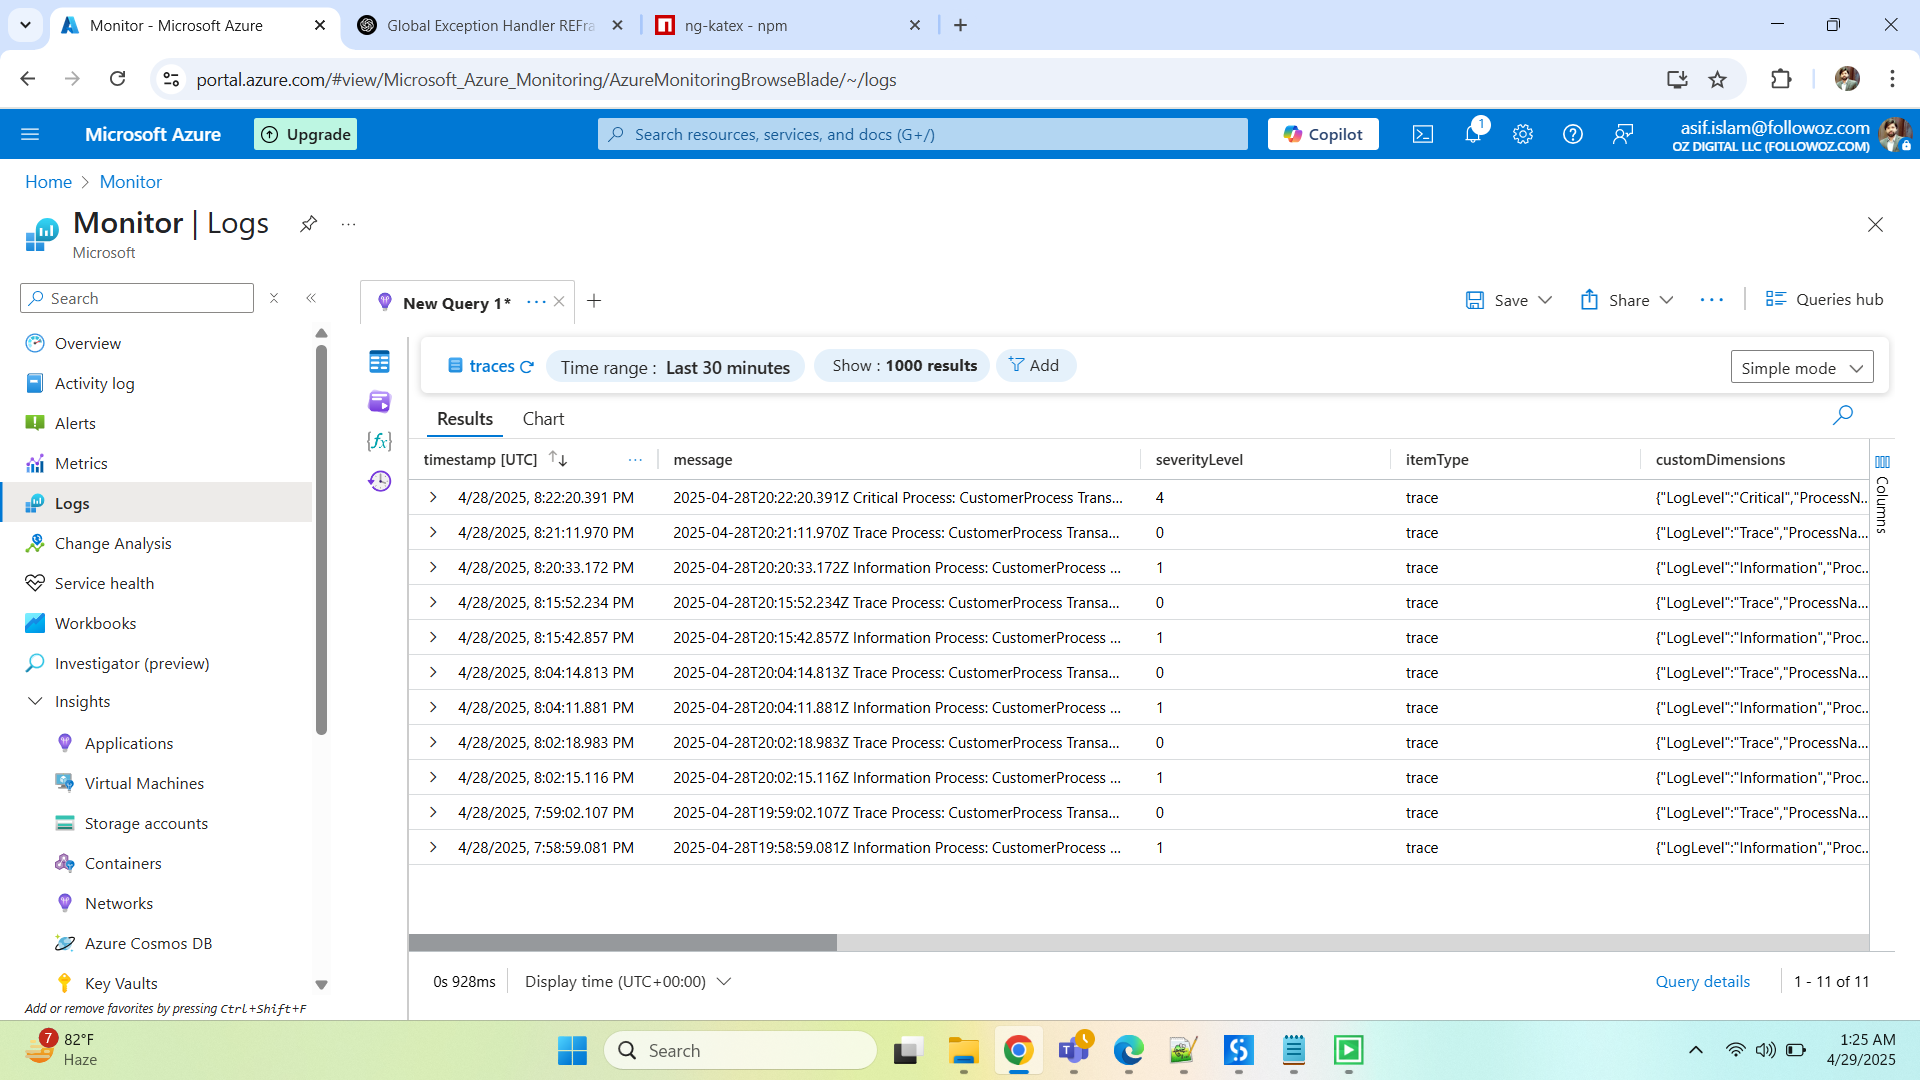 Monitor - Microsoft Azure
Global Exception Handler REFra
ng-katex - npm
portal.azure.com/#view/Microsoft_Azure_Monitoring/AzureMonitoringBrowseBlade/~/logs
Microsoft Azure
Upgrade
Search resources, services, and docs (G+/)
Copilot
1
asif.islam@followoz.com
OZ DIGITAL LLC (FOLLOWOZ.COM)
Home > Monitor
Monitor | Logs
Microsoft
Search
Overview
Activity log
Alerts
Metrics
Logs
Change Analysis
Service health
Workbooks
Investigator (preview)
Insights
Applications
Virtual Machines
Storage accounts
Containers
Networks
Azure Cosmos DB
Key Vaults
Add or remove favorites by pressing Ctrl+Shift+F
New Query 1*
Save
Share
Queries hub
traces
Time range : Last 30 minutes
Show : 1000 results
Add
Simple mode
Results
Chart
timestamp [UTC] message severityLevel itemType customDimensions
4/28/2025, 8:22:20.391 PM 2025-04-28T20:22:20.391Z Critical Process: CustomerProcess Trans... 4 trace {"LogLevel":"Critical","ProcessN...
4/28/2025, 8:21:11.970 PM 2025-04-28T20:21:11.970Z Trace Process: CustomerProcess Transa... 0 trace {"LogLevel":"Trace","ProcessNa...
4/28/2025, 8:20:33.172 PM 2025-04-28T20:20:33.172Z Information Process: CustomerProcess ... 1 trace {"LogLevel":"Information","Proc...
4/28/2025, 8:15:52.234 PM 2025-04-28T20:15:52.234Z Trace Process: CustomerProcess Transa... 0 trace {"LogLevel":"Trace","ProcessNa...
4/28/2025, 8:15:42.857 PM 2025-04-28T20:15:42.857Z Information Process: CustomerProcess ... 1 trace {"LogLevel":"Information","Proc...
4/28/2025, 8:04:14.813 PM 2025-04-28T20:04:14.813Z Trace Process: CustomerProcess Transa... 0 trace {"LogLevel":"Trace","ProcessNa...
4/28/2025, 8:04:11.881 PM 2025-04-28T20:04:11.881Z Information Process: CustomerProcess ... 1 trace {"LogLevel":"Information","Proc...
4/28/2025, 8:02:18.983 PM 2025-04-28T20:02:18.983Z Trace Process: CustomerProcess Transa... 0 trace {"LogLevel":"Trace","ProcessNa...
4/28/2025, 8:02:15.116 PM 2025-04-28T20:02:15.116Z Information Process: CustomerProcess ... 1 trace {"LogLevel":"Information","Proc...
4/28/2025, 7:59:02.107 PM 2025-04-28T19:59:02.107Z Trace Process: CustomerProcess Transa... 0 trace {"LogLevel":"Trace","ProcessNa...
4/28/2025, 7:58:59.081 PM 2025-04-28T19:58:59.081Z Information Process: CustomerProcess ... 1 trace {"LogLevel":"Information","Proc...
Columns
0s 928ms
Display time (UTC+00:00)
Query details
1 - 11 of 11
7
82°F
Haze
Search
1:25 AM
4/29/2025